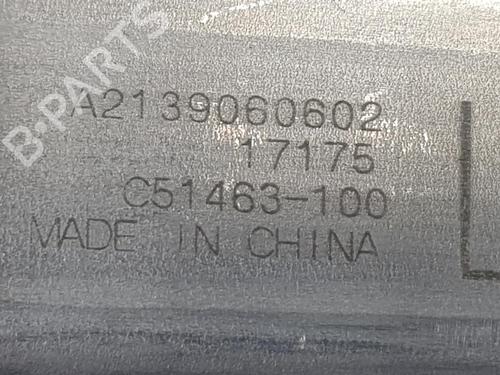 B-PARTS
A2139060602
17175
C51463-100
MADE IN CHINA